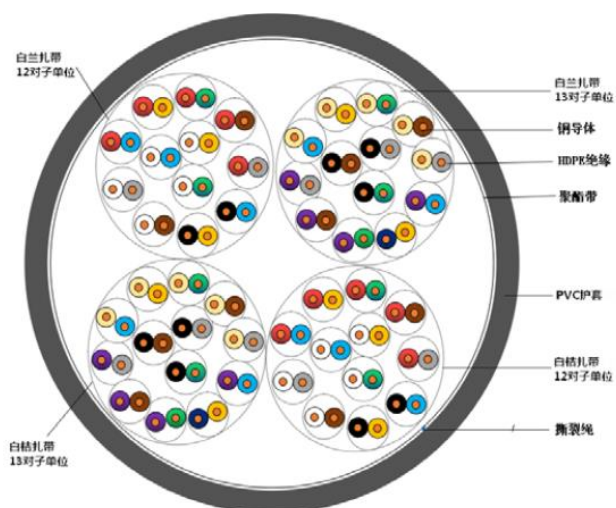 白兰扎带
12对子单位
白兰扎带
13对子单位
铜导体
HDPE绝缘
聚酯带
PVC护套
白桔扎带
12对子单位
撕裂绳
白桔扎带
13对子单位